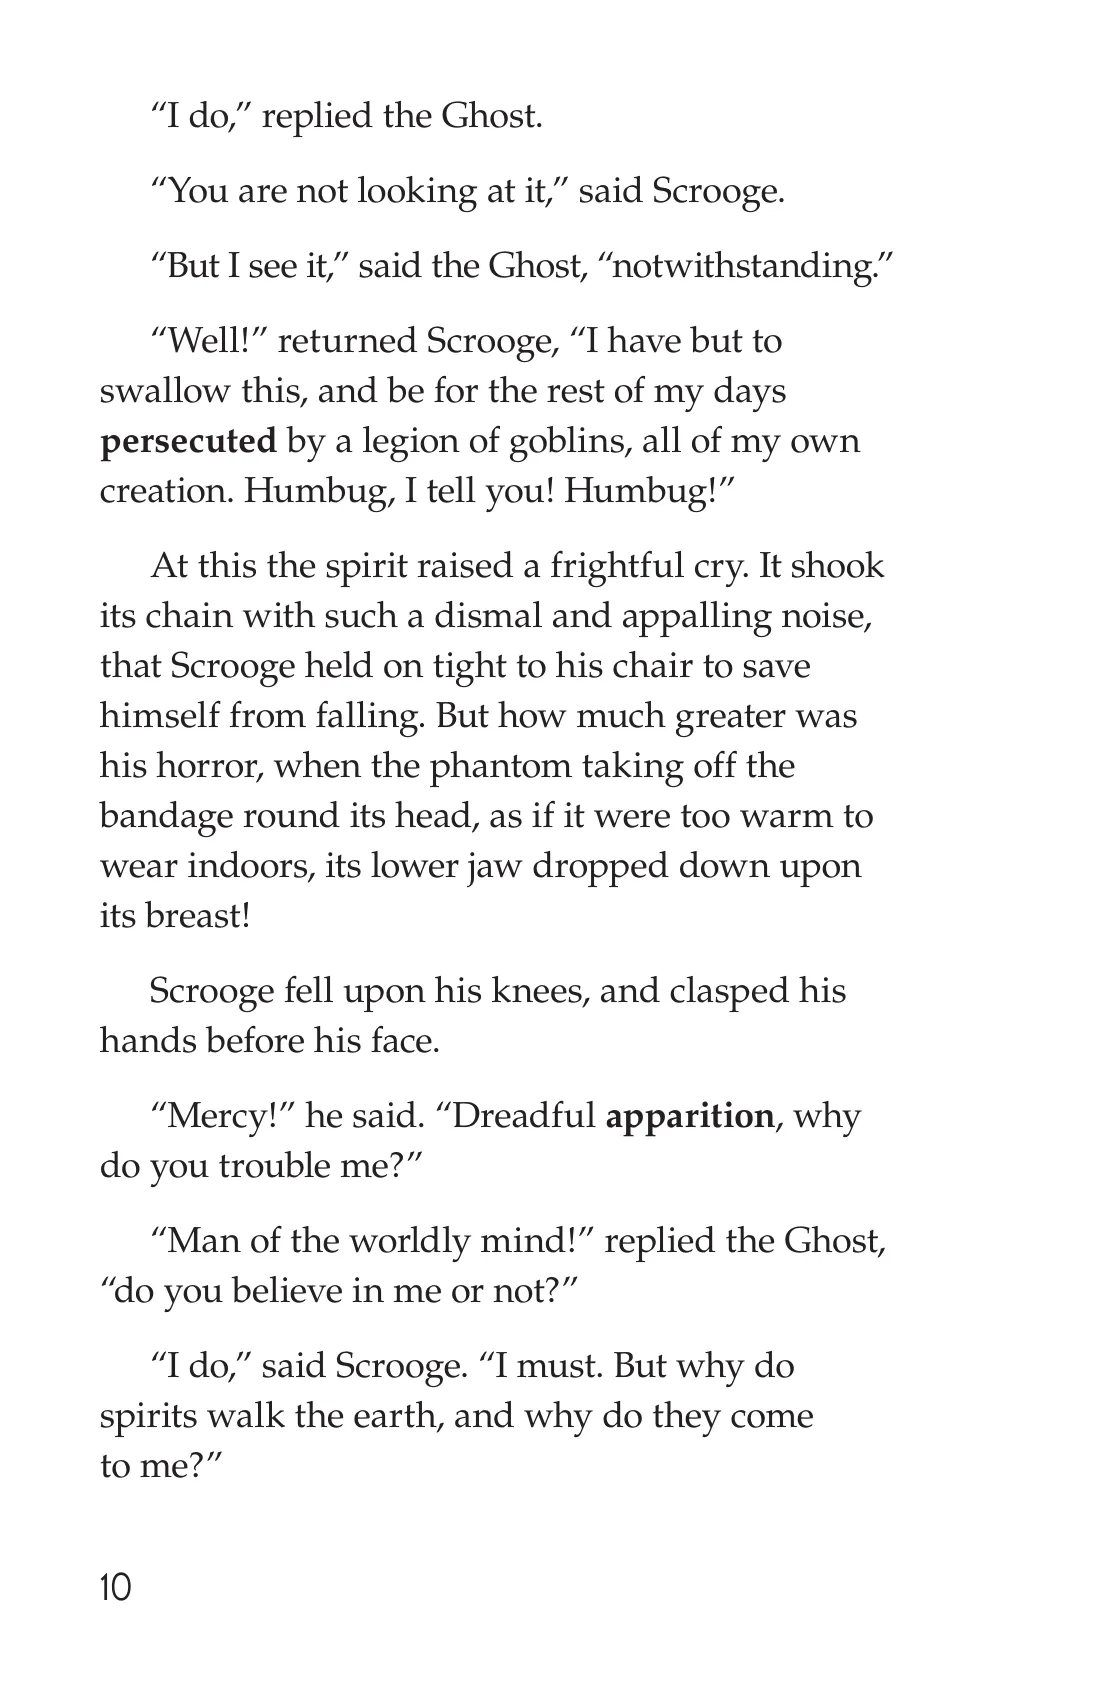 “I do,” replied the Ghost.
“You are not looking at it,” said Scrooge.
“But I see it,” said the Ghost, “notwithstanding.”
“Well!” returned Scrooge, “I have but to
swallow this, and be for the rest of my days
persecuted by a legion of goblins, all of my own
creation. Humbug, I tell you! Humbug!”
At this the spirit raised a frightful cry. It shook
its chain with such a dismal and appalling noise,
that Scrooge held on tight to his chair to save
himself from falling. But how much greater was
his horror, when the phantom taking off the
bandage round its head, as if it were too warm to
wear indoors, its lower jaw dropped down upon
its breast!
Scrooge fell upon his knees, and clasped his
hands before his face.
“Mercy!” he said. “Dreadful apparition, why
do you trouble me?”
“Man of the worldly mind!” replied the Ghost,
“do you believe in me or not?”
“I do,” said Scrooge. “I must. But why do
spirits walk the earth, and why do they come
to me?”
10